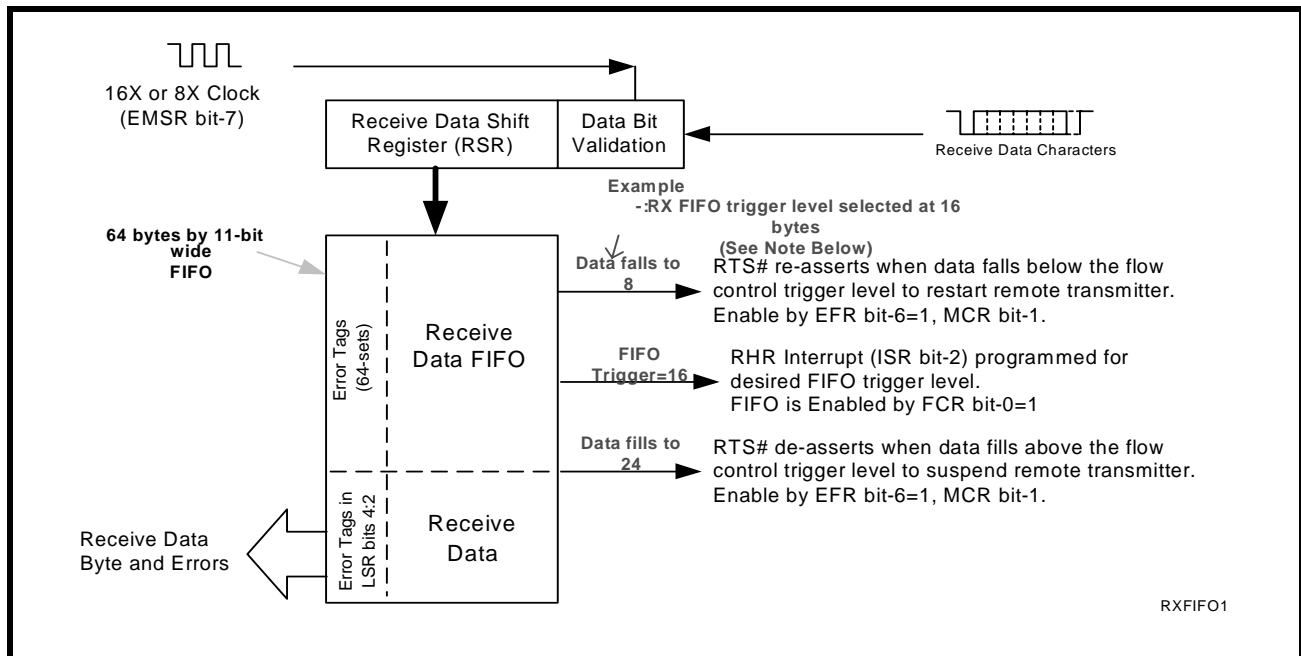 16X or 8X Clock
(EMSR bit-7)
Receive Data Shift
Register (RSR)
Data Bit
Validation
Receive Data Characters
Example
-:RX FIFO trigger level selected at 16
bytes
(See Note Below)
64 bytes by 11-bit
wide
FIFO
Data falls to
8
RTS# re-asserts when data falls below the flow
control trigger level to restart remote transmitter.
Enable by EFR bit-6=1, MCR bit-1.
Error Tags
(64-sets)
Receive
Data FIFO
FIFO
Trigger=16
RHR Interrupt (ISR bit-2) programmed for
desired FIFO trigger level.
FIFO is Enabled by FCR bit-0=1
Data fills to
24
RTS# de-asserts when data fills above the flow
control trigger level to suspend remote transmitter.
Enable by EFR bit-6=1, MCR bit-1.
Error Tags in
LSR bits 4:2
Receive
Data
Receive Data
Byte and Errors
RXFIFO1